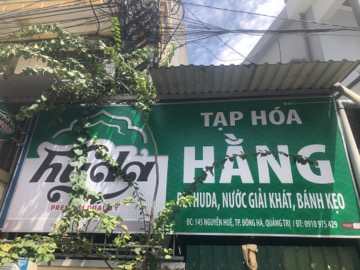 Huda
TẠP HÓA
HẰNG
HUDA, NƯỚC GIẢI KHÁT, BÁNH KẸO
ĐC: 145 NGUYỄN HUỆ, TP. ĐÔNG HÀ, QUẢNG TRỊ / ĐT: 0918 975 429